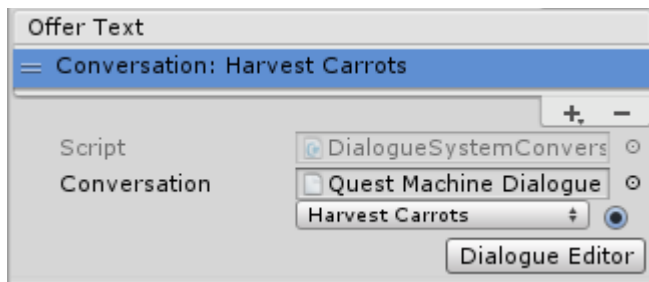 Offer Text
Conversation: Harvest Carrots
+ −
Script DialogueSystemConvers
Conversation Quest Machine Dialogue
Harvest Carrots
Dialogue Editor